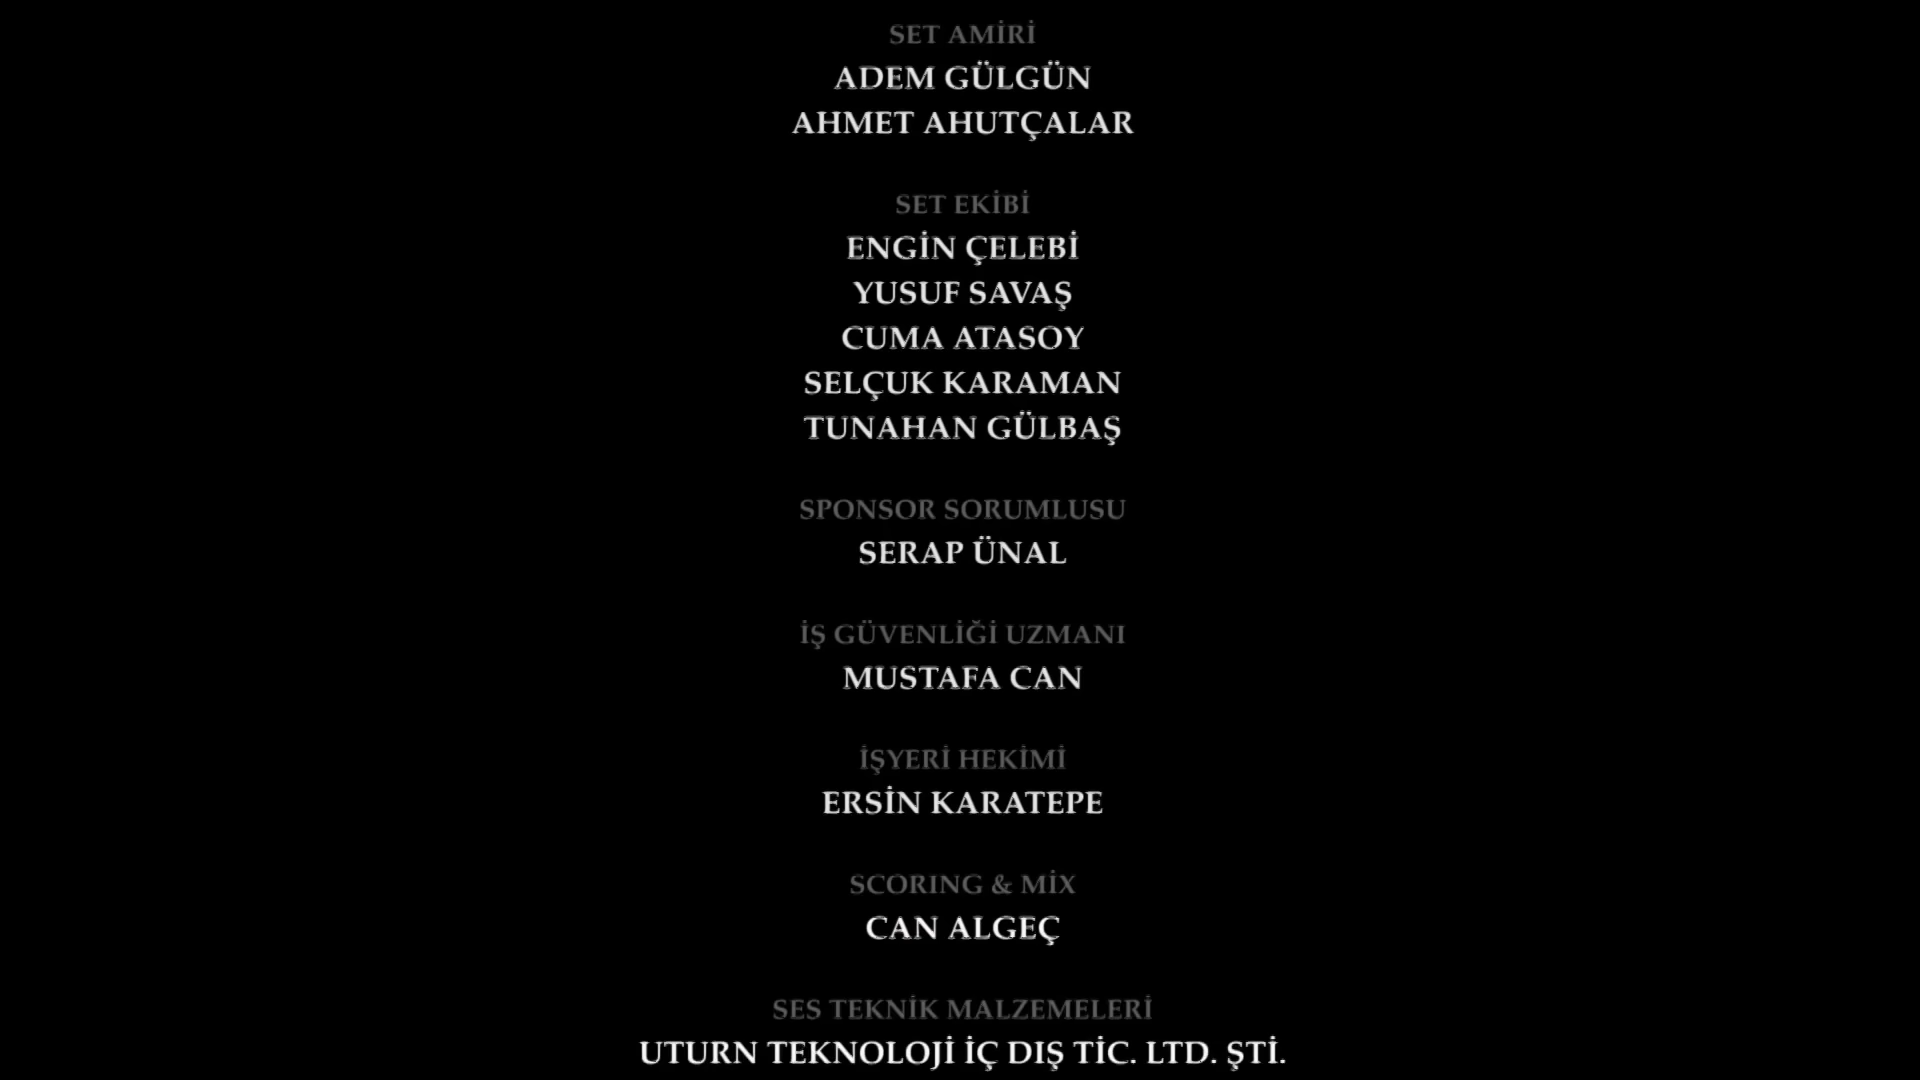 SET AMİRİ
ADEM GÜLGÜN
AHMET AHUTÇALAR
SET EKİBİ
ENGİN ÇELEBİ
YUSUF SAVAŞ
CUMA ATASOY
SELÇUK KARAMAN
TUNAHAN GÜLBAŞ
SPONSOR SORUMLUSU
SERAP ÜNAL
İŞ GÜVENLİĞİ UZMANI
MUSTAFA CAN
İŞYERİ HEKİMİ
ERSİN KARATEPE
SCORING & MİX
CAN ALGEÇ
SES TEKNİK MALZEMELERİ
UTURN TEKNOLOJİ İÇ DIŞ TİC. LTD. ŞTİ.